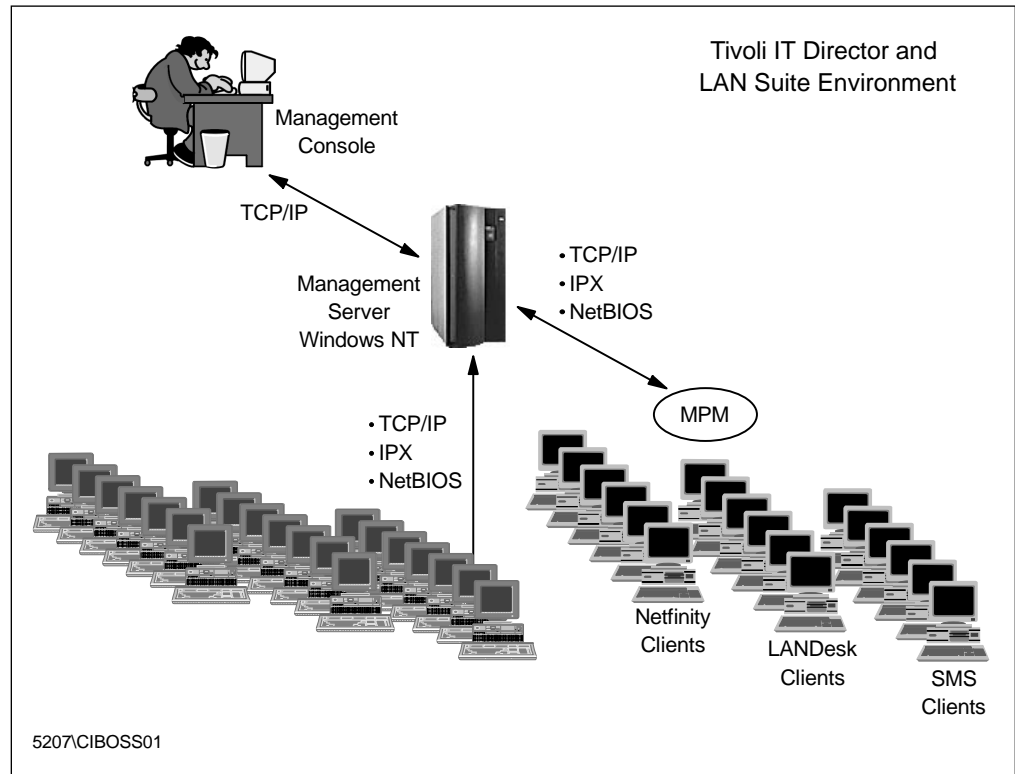 Tivoli IT Director and
LAN Suite Environment
Management
Console
TCP/IP
Management
Server
Windows NT
• TCP/IP
• IPX
• NetBIOS
• TCP/IP
• IPX
• NetBIOS
MPM
Netfinity
Clients
LANDesk
Clients
SMS
Clients
5207\CIBOSS01